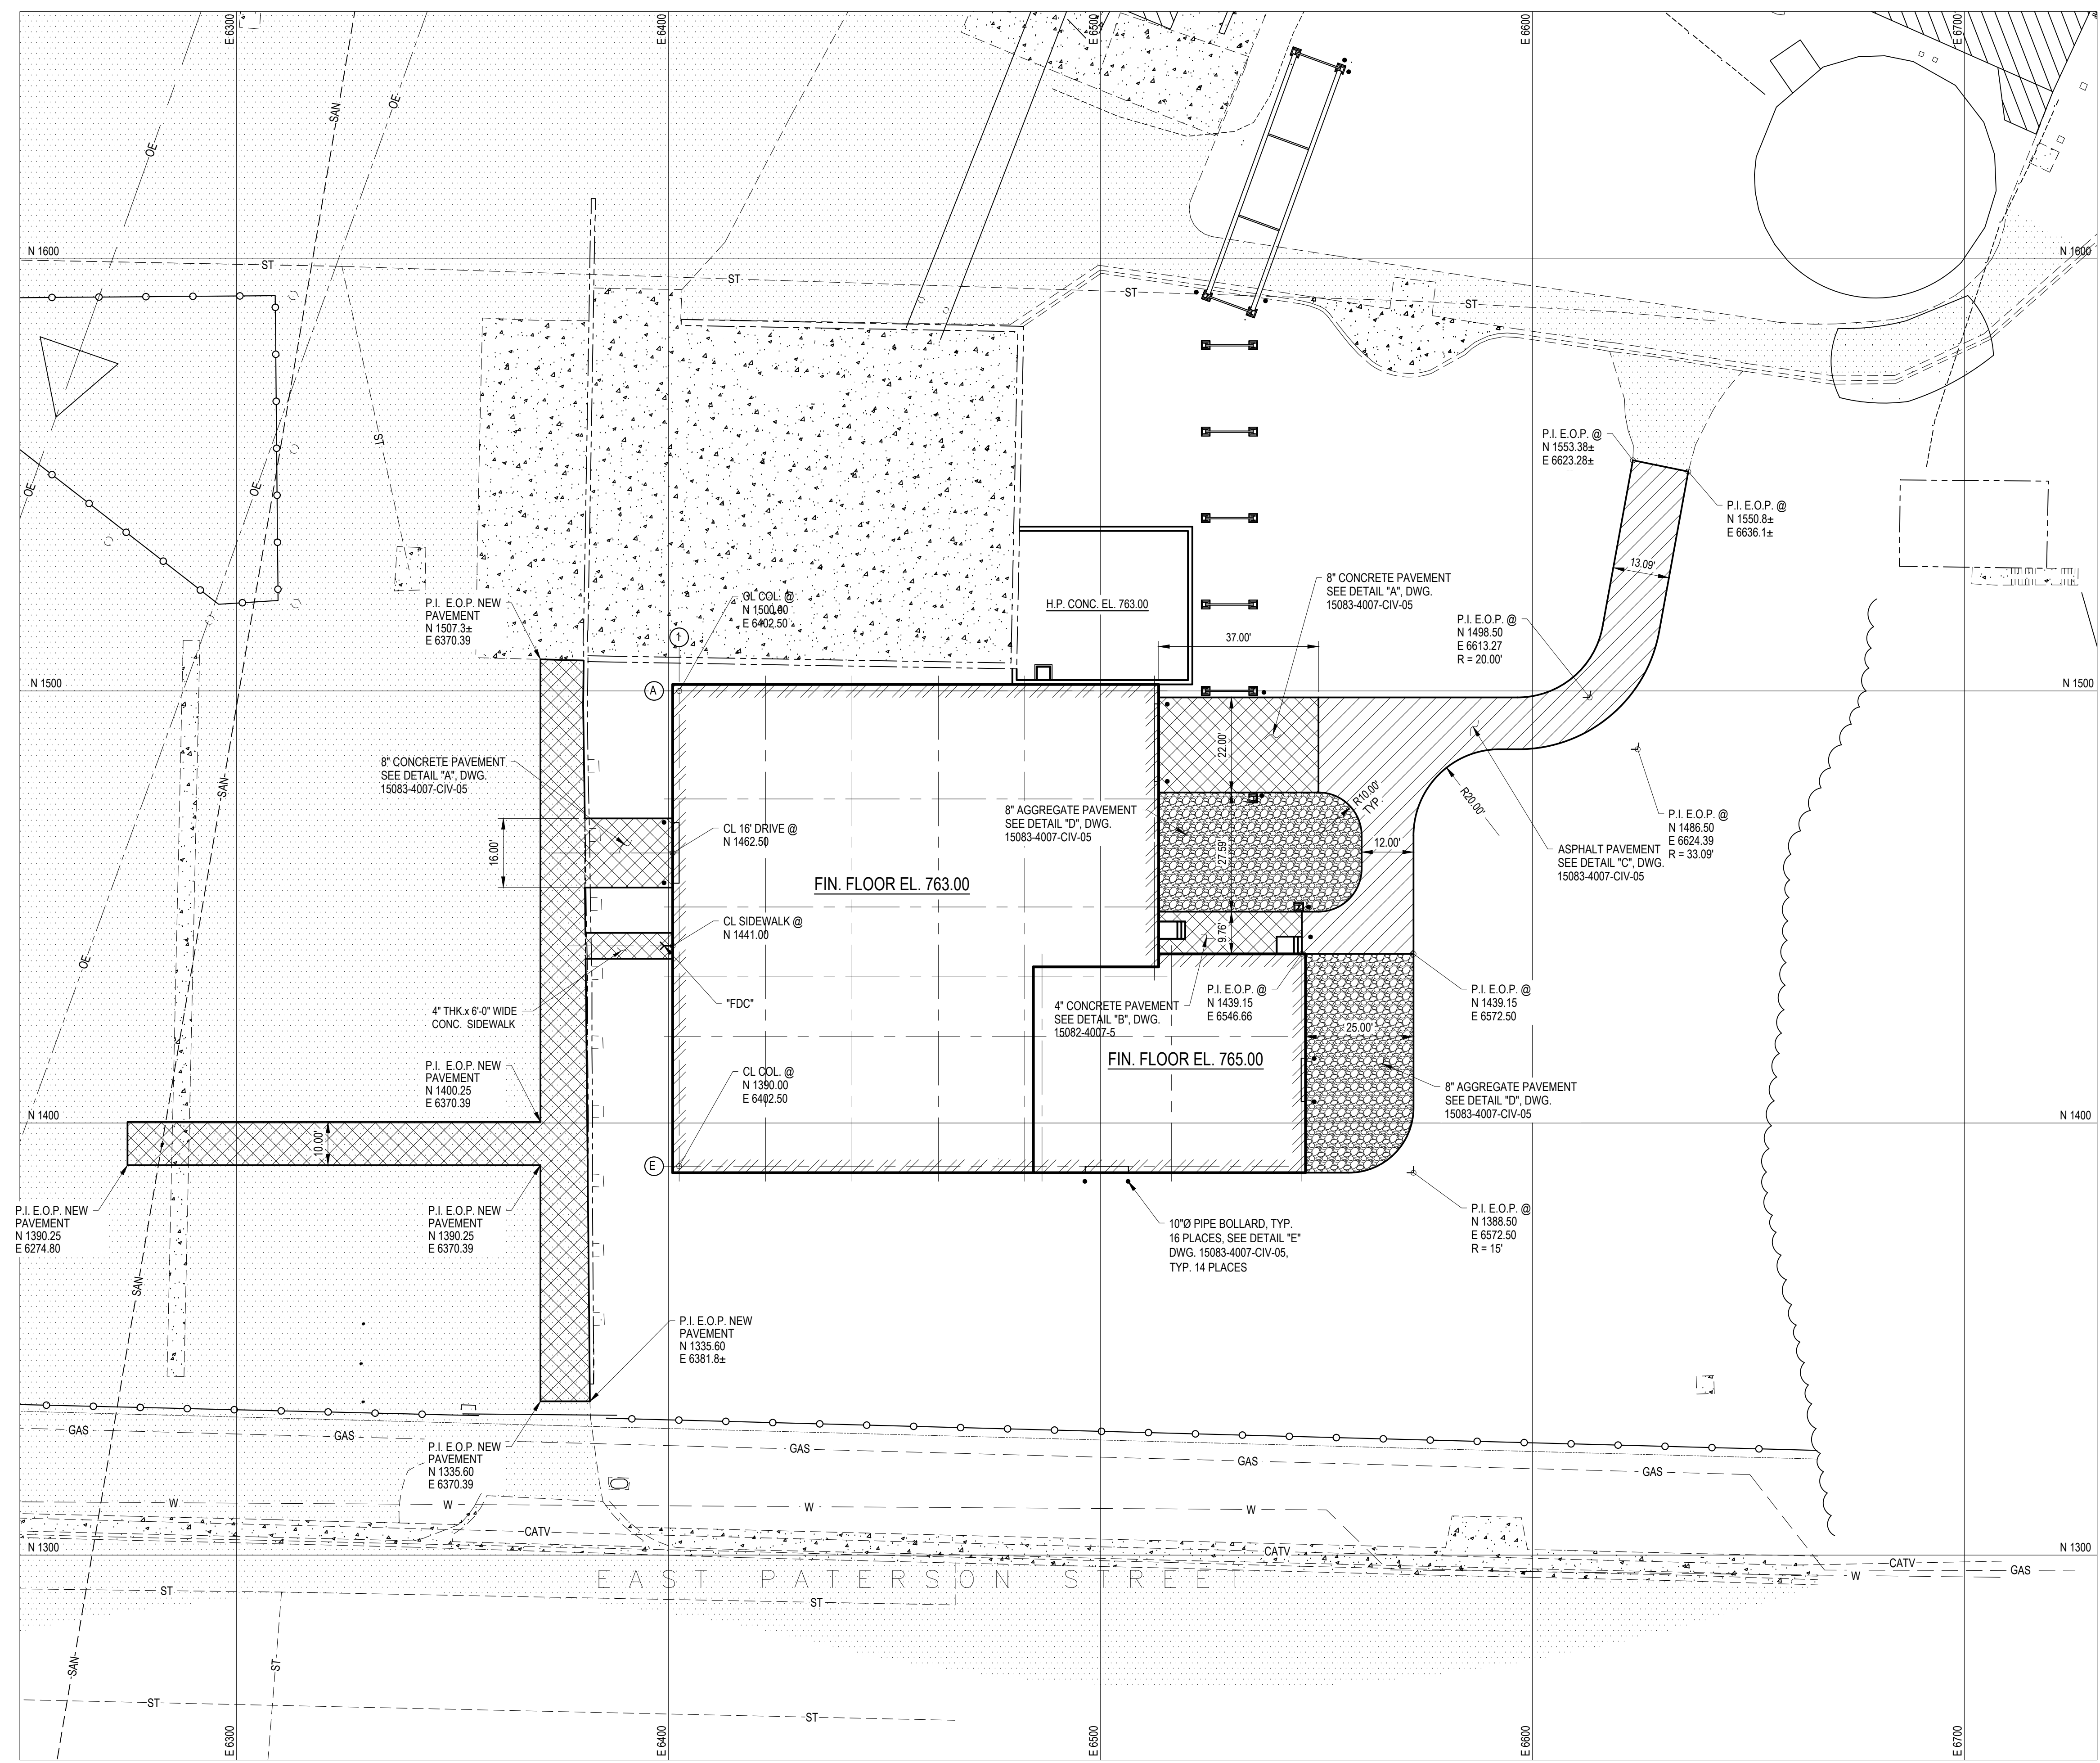 E 6300
E 6400
E 6500
E 6600
E 6700
OE
SAN
OE
N 1600
N 1600
ST
ST
ST
ST
ST
OE
OE
P.I. E.O.P. @
N 1553.38±
E 6623.28±
P.I. E.O.P. @
N 1550.8±
E 6636.1±
13.09'
P.I. E.O.P. NEW
PAVEMENT
N 1507.3±
E 6370.39
CL COL. @
N 1500.00
E 6402.50
1
H.P. CONC. EL. 763.00
8" CONCRETE PAVEMENT
SEE DETAIL "A", DWG.
15083-4007-CIV-05
37.00'
P.I. E.O.P. @
N 1498.50
E 6613.27
R = 20.00'
N 1500
A
N 1500
22.00'
8" CONCRETE PAVEMENT
SEE DETAIL "A", DWG.
15083-4007-CIV-05
SAN
16.00'
CL 16' DRIVE @
N 1462.50
8" AGGREGATE PAVEMENT
SEE DETAIL "D", DWG.
15083-4007-CIV-05
R10.00'
TYP.
R20.00'
27.59'
12.00'
P.I. E.O.P. @
N 1486.50
E 6624.39
R = 33.09'
ASPHALT PAVEMENT
SEE DETAIL "C", DWG.
15083-4007-CIV-05
FIN. FLOOR EL. 763.00
CL SIDEWALK @
N 1441.00
9.76'
OE
"FDC"
4" THK.x 6'-0" WIDE
CONC. SIDEWALK
4" CONCRETE PAVEMENT
SEE DETAIL "B", DWG.
15082-4007-5
P.I. E.O.P. @
N 1439.15
E 6546.66
P.I. E.O.P. @
N 1439.15
E 6572.50
25.00'
FIN. FLOOR EL. 765.00
P.I. E.O.P. NEW
PAVEMENT
N 1400.25
E 6370.39
CL COL. @
N 1390.00
E 6402.50
8" AGGREGATE PAVEMENT
SEE DETAIL "D", DWG.
15083-4007-CIV-05
N 1400
N 1400
10.00'
E
P.I. E.O.P. NEW
PAVEMENT
N 1390.25
E 6274.80
P.I. E.O.P. NEW
PAVEMENT
N 1390.25
E 6370.39
10"Ø PIPE BOLLARD, TYP.
16 PLACES, SEE DETAIL "E"
DWG. 15083-4007-CIV-05,
TYP. 14 PLACES
P.I. E.O.P. @
N 1388.50
E 6572.50
R = 15'
SAN
P.I. E.O.P. NEW
PAVEMENT
N 1335.60
E 6381.8±
GAS
GAS
GAS
GAS
GAS
P.I. E.O.P. NEW
PAVEMENT
N 1335.60
E 6370.39
W
W
W
W
CATV
CATV
CATV
N 1300
N 1300
GAS
W
EAST PATERSON STREET
ST
ST
SAN
ST
ST
ST
E 6300
E 6400
E 6500
E 6600
E 6700